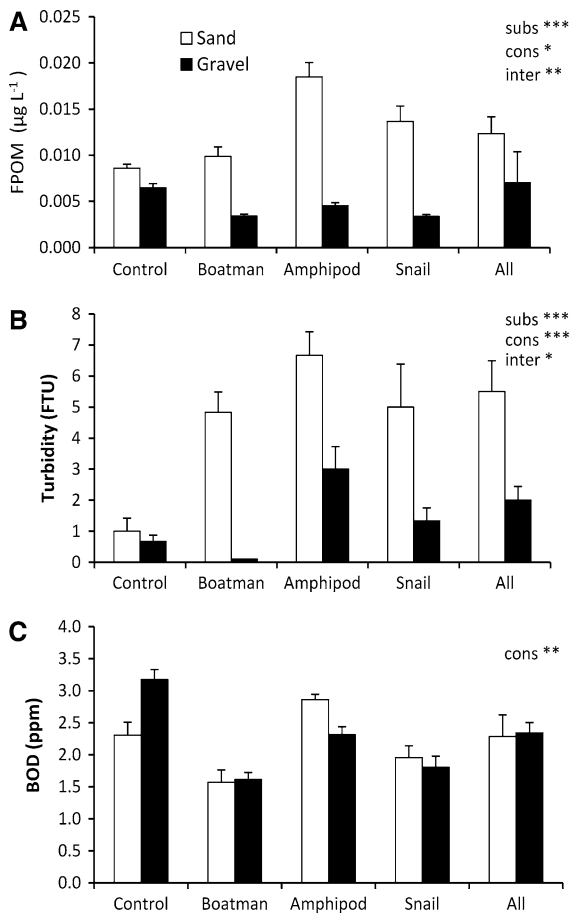 A
FPOM (µg L⁻¹)
0.025
0.020
0.015
0.010
0.005
0.000
Sand
Gravel
subs ***
cons *
inter **
Control Boatman Amphipod Snail All
B
Turbidity (FTU)
8
7
6
5
4
3
2
1
0
subs ***
cons ***
inter *
Control Boatman Amphipod Snail All
C
BOD (ppm)
4.0
3.5
3.0
2.5
2.0
1.5
1.0
0.5
0.0
cons **
Control Boatman Amphipod Snail All